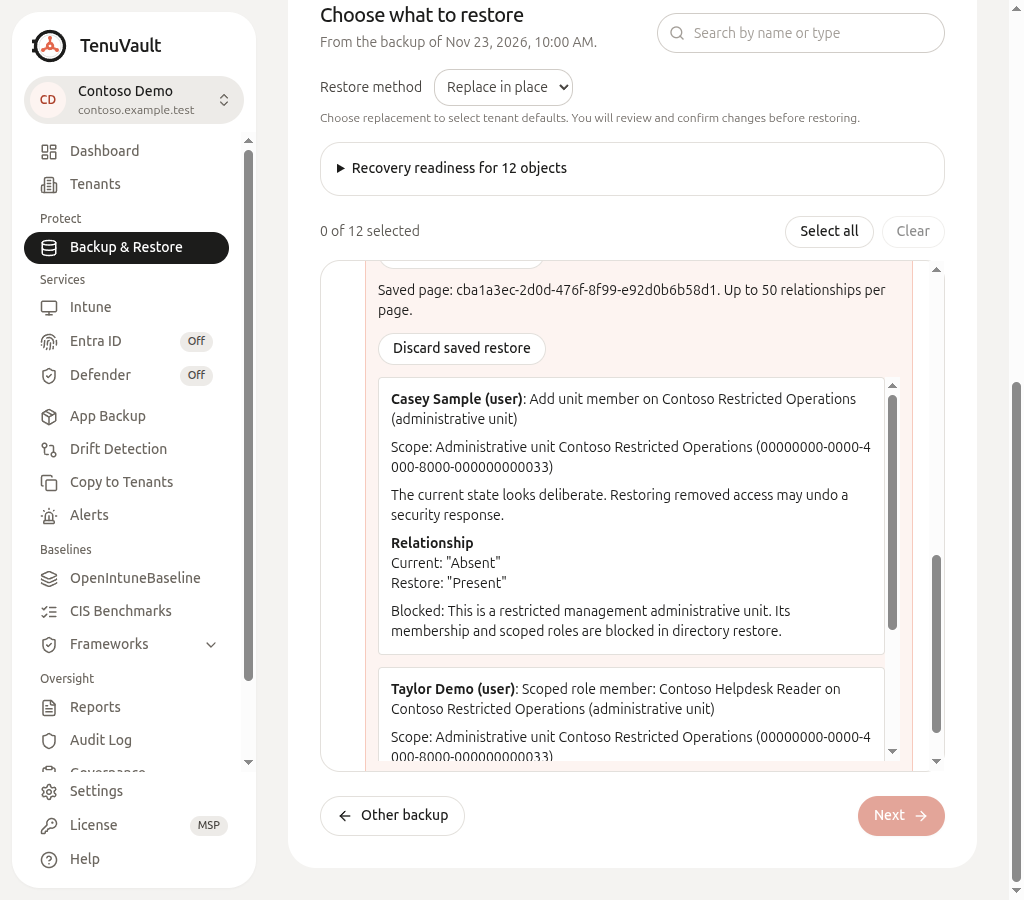 TenuVault
CD
Contoso Demo
contoso.example.test
Dashboard
Tenants
Protect
Backup & Restore
Services
Intune
Entra ID
Off
Defender
Off
App Backup
Drift Detection
Copy to Tenants
Alerts
Baselines
OpenIntuneBaseline
CIS Benchmarks
Frameworks
Oversight
Reports
Audit Log
Governance
Settings
License
MSP
Help
Choose what to restore
From the backup of Nov 23, 2026, 10:00 AM.
Search by name or type
Restore method
Replace in place
Choose replacement to select tenant defaults. You will review and confirm changes before restoring.
Recovery readiness for 12 objects
0 of 12 selected
Select all
Clear
Saved page: cba1a3ec-2d0d-476f-8f99-e92d0b6b58d1. Up to 50 relationships per
page.
Discard saved restore
Casey Sample (user): Add unit member on Contoso Restricted Operations
(administrative unit)
Scope: Administrative unit Contoso Restricted Operations (00000000-0000-4
000-8000-000000000033)
The current state looks deliberate. Restoring removed access may undo a
security response.
Relationship
Current: "Absent"
Restore: "Present"
Blocked: This is a restricted management administrative unit. Its
membership and scoped roles are blocked in directory restore.
Taylor Demo (user): Scoped role member: Contoso Helpdesk Reader on
Contoso Restricted Operations (administrative unit)
Scope: Administrative unit Contoso Restricted Operations (00000000-0000-4
000-8000-000000000033)
Other backup
Next